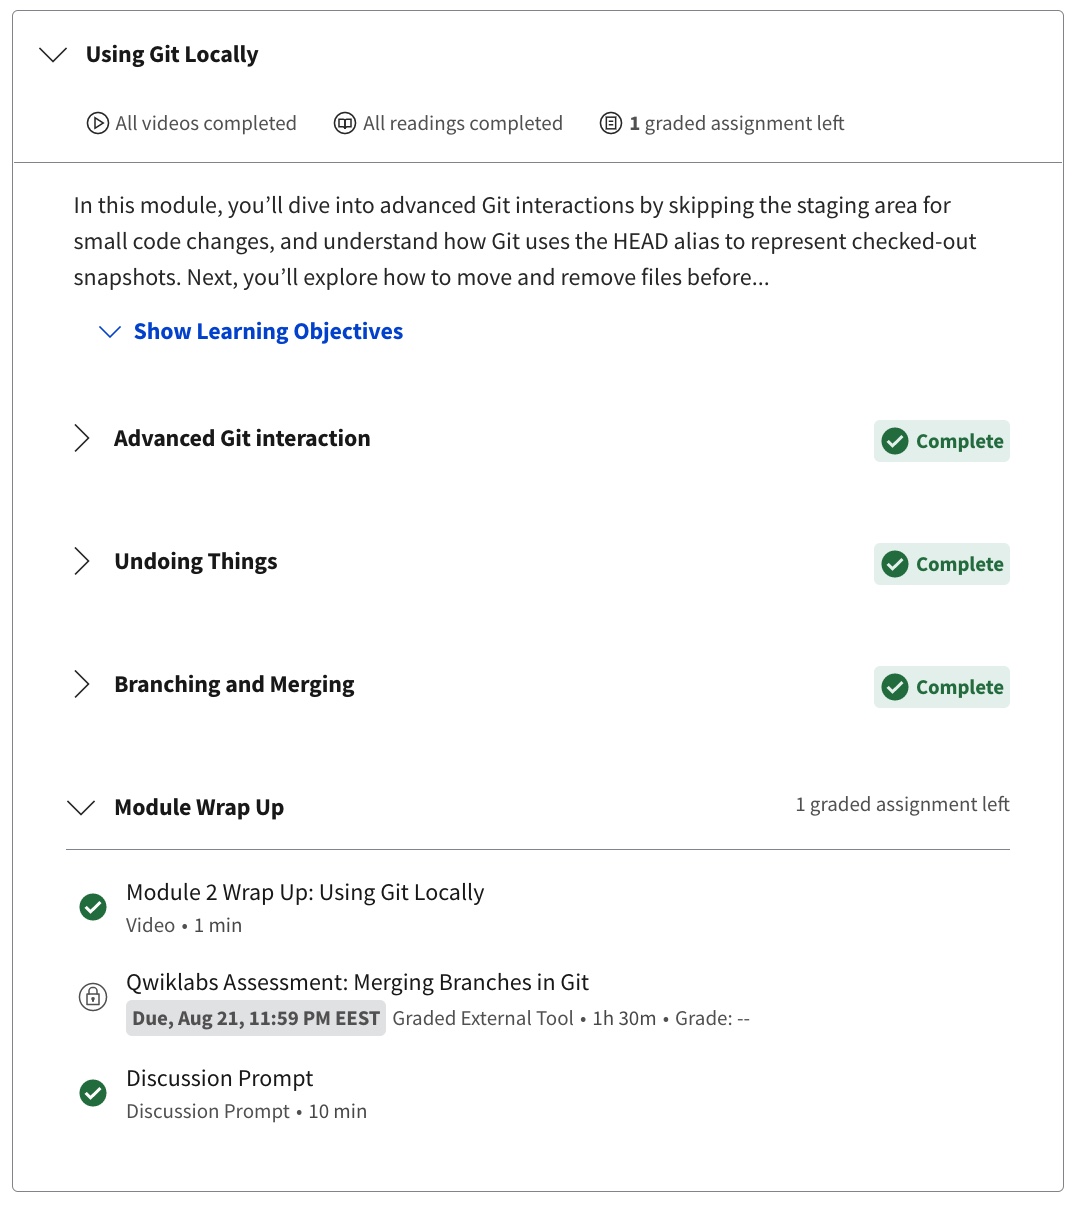 Using Git Locally
All videos completed
All readings completed
1 graded assignment left
In this module, you’ll dive into advanced Git interactions by skipping the staging area for
small code changes, and understand how Git uses the HEAD alias to represent checked-out
snapshots. Next, you’ll explore how to move and remove files before...
Show Learning Objectives
Advanced Git interaction
Complete
Undoing Things
Complete
Branching and Merging
Complete
Module Wrap Up
1 graded assignment left
Module 2 Wrap Up: Using Git Locally
Video • 1 min
Qwiklabs Assessment: Merging Branches in Git
Due, Aug 21, 11:59 PM EEST Graded External Tool • 1h 30m • Grade: --
Discussion Prompt
Discussion Prompt • 10 min